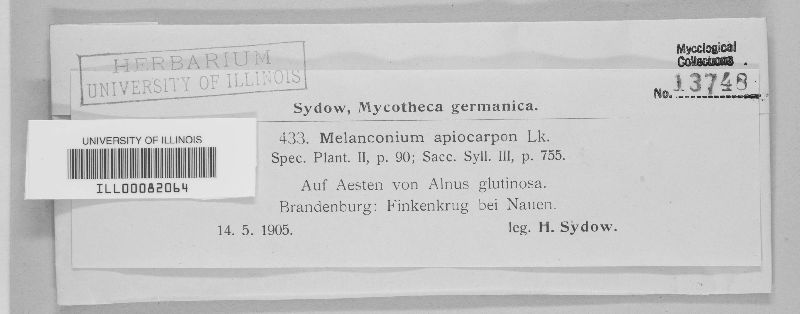 HERBARIUM
UNIVERSITY OF ILLINOIS
Mycological
Collections .
No. 13748
Sydow, Mycotheca germanica.
433. Melanconium apiocarpon Lk.
Spec. Plant. II, p. 90; Sacc. Syll. III, p. 755.
Auf Aesten von Alnus glutinosa.
Brandenburg: Finkenkrug bei Nauen.
14. 5. 1905. leg. H. Sydow.
UNIVERSITY OF ILLINOIS
ILL00082064